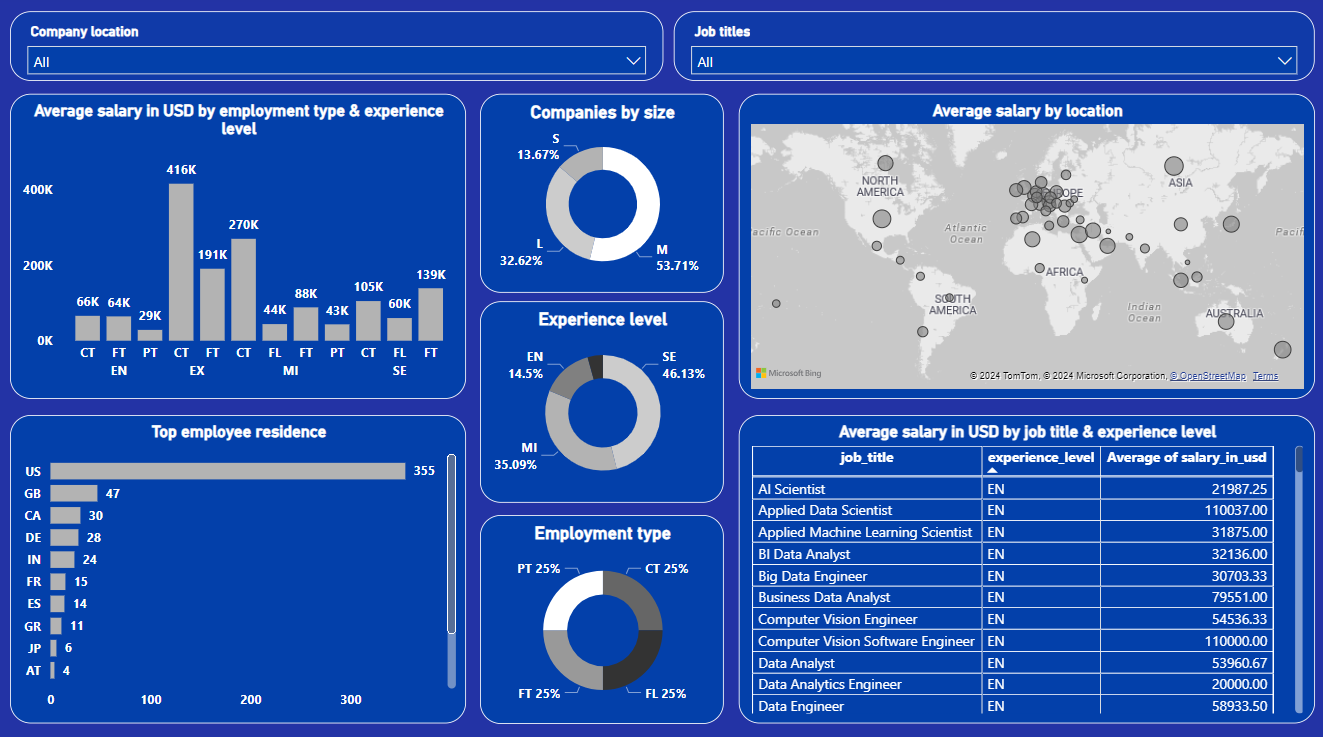 Company location
All
Job titles
All
Average salary in USD by employment type & experience
level
400K
200K
0K
66K
64K
29K
416K
191K
270K
44K
88K
43K
105K
60K
139K
CT FT PT CT FT CT FL FT PT CT FL FT
EN EX MI SE
Companies by size
S
13.67%
L
32.62%
M
53.71%
Average salary by location
NORTH
AMERICA
ASIA
OPE
Atlantic
Ocean
acific Ocean
Pacif
AFRICA
SOUTH
AMERICA
Indian
Ocean
AUSTRALIA
Microsoft Bing
© 2024 TomTom, © 2024 Microsoft Corporation, © OpenStreetMap Terms
Experience level
EN
14.5%
SE
46.13%
MI
35.09%
Top employee residence
US 355
GB 47
CA 30
DE 28
IN 24
FR 15
ES 14
GR 11
JP 6
AT 4
0 100 200 300
Employment type
PT 25% CT 25%
FT 25% FL 25%
Average salary in USD by job title & experience level
job_title experience_level Average of salary_in_usd
AI Scientist EN 21987.25
Applied Data Scientist EN 110037.00
Applied Machine Learning Scientist EN 31875.00
BI Data Analyst EN 32136.00
Big Data Engineer EN 30703.33
Business Data Analyst EN 79551.00
Computer Vision Engineer EN 54536.33
Computer Vision Software Engineer EN 110000.00
Data Analyst EN 53960.67
Data Analytics Engineer EN 20000.00
Data Engineer EN 58933.50